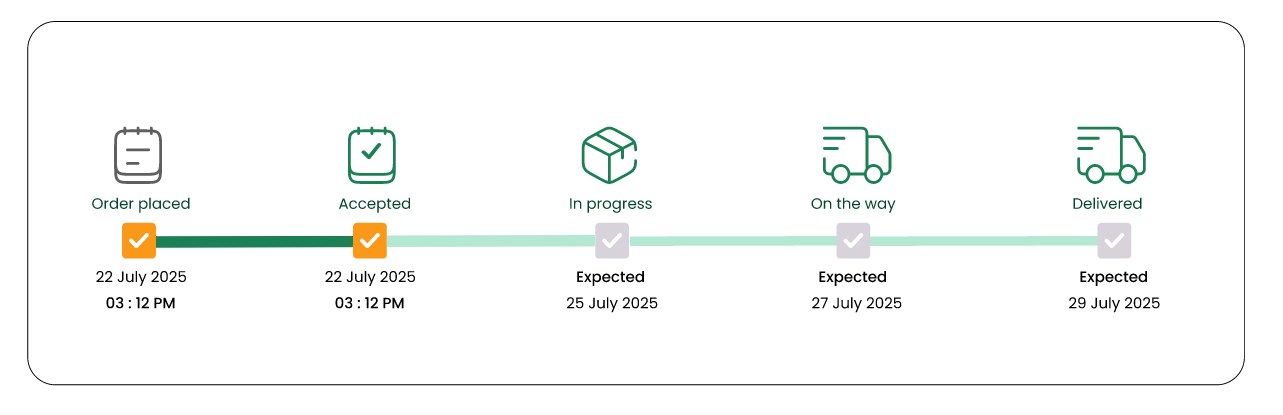 Order placed
Accepted
In progress
On the way
Delivered
22 July 2025
03 : 12 PM
22 July 2025
03 : 12 PM
Expected
25 July 2025
Expected
27 July 2025
Expected
29 July 2025